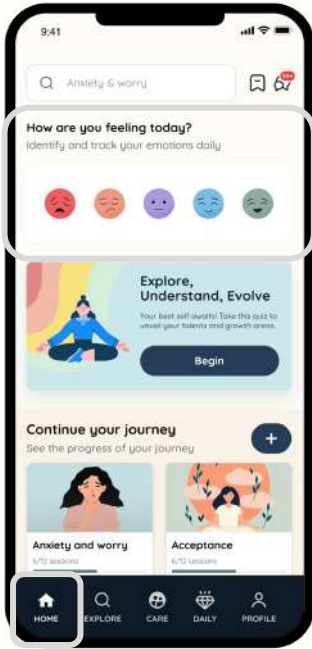 9:41
Anxiety & worry
How are you feeling today?
Identify and track your emotions daily
Explore,
Understand, Evolve
Your best self awaits! Take this quiz to
unveil your talents and growth areas.
Begin
Continue your journey
See the progress of your journey
+
Anxiety and worry
6/12 sessions
Acceptance
6/12 sessions
HOME
EXPLORE
CARE
DAILY
PROFILE